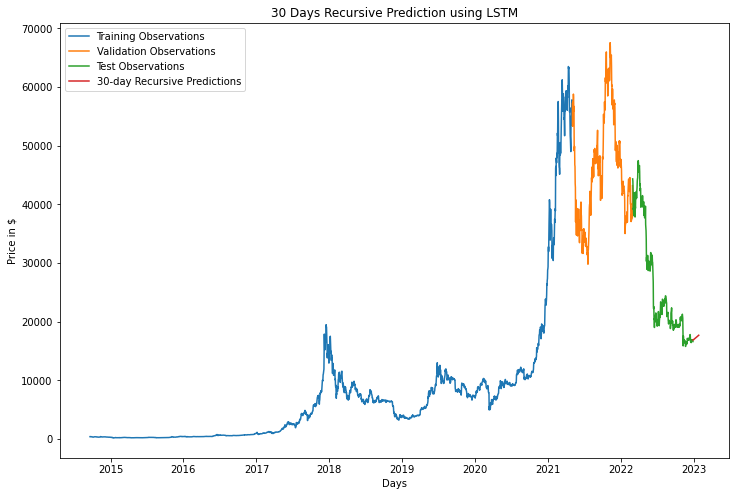 30 Days Recursive Prediction using LSTM
Training Observations
Validation Observations
Test Observations
30-day Recursive Predictions
70000
60000
50000
40000
30000
20000
10000
0
Price in $
2015 2016 2017 2018 2019 2020 2021 2022 2023
Days